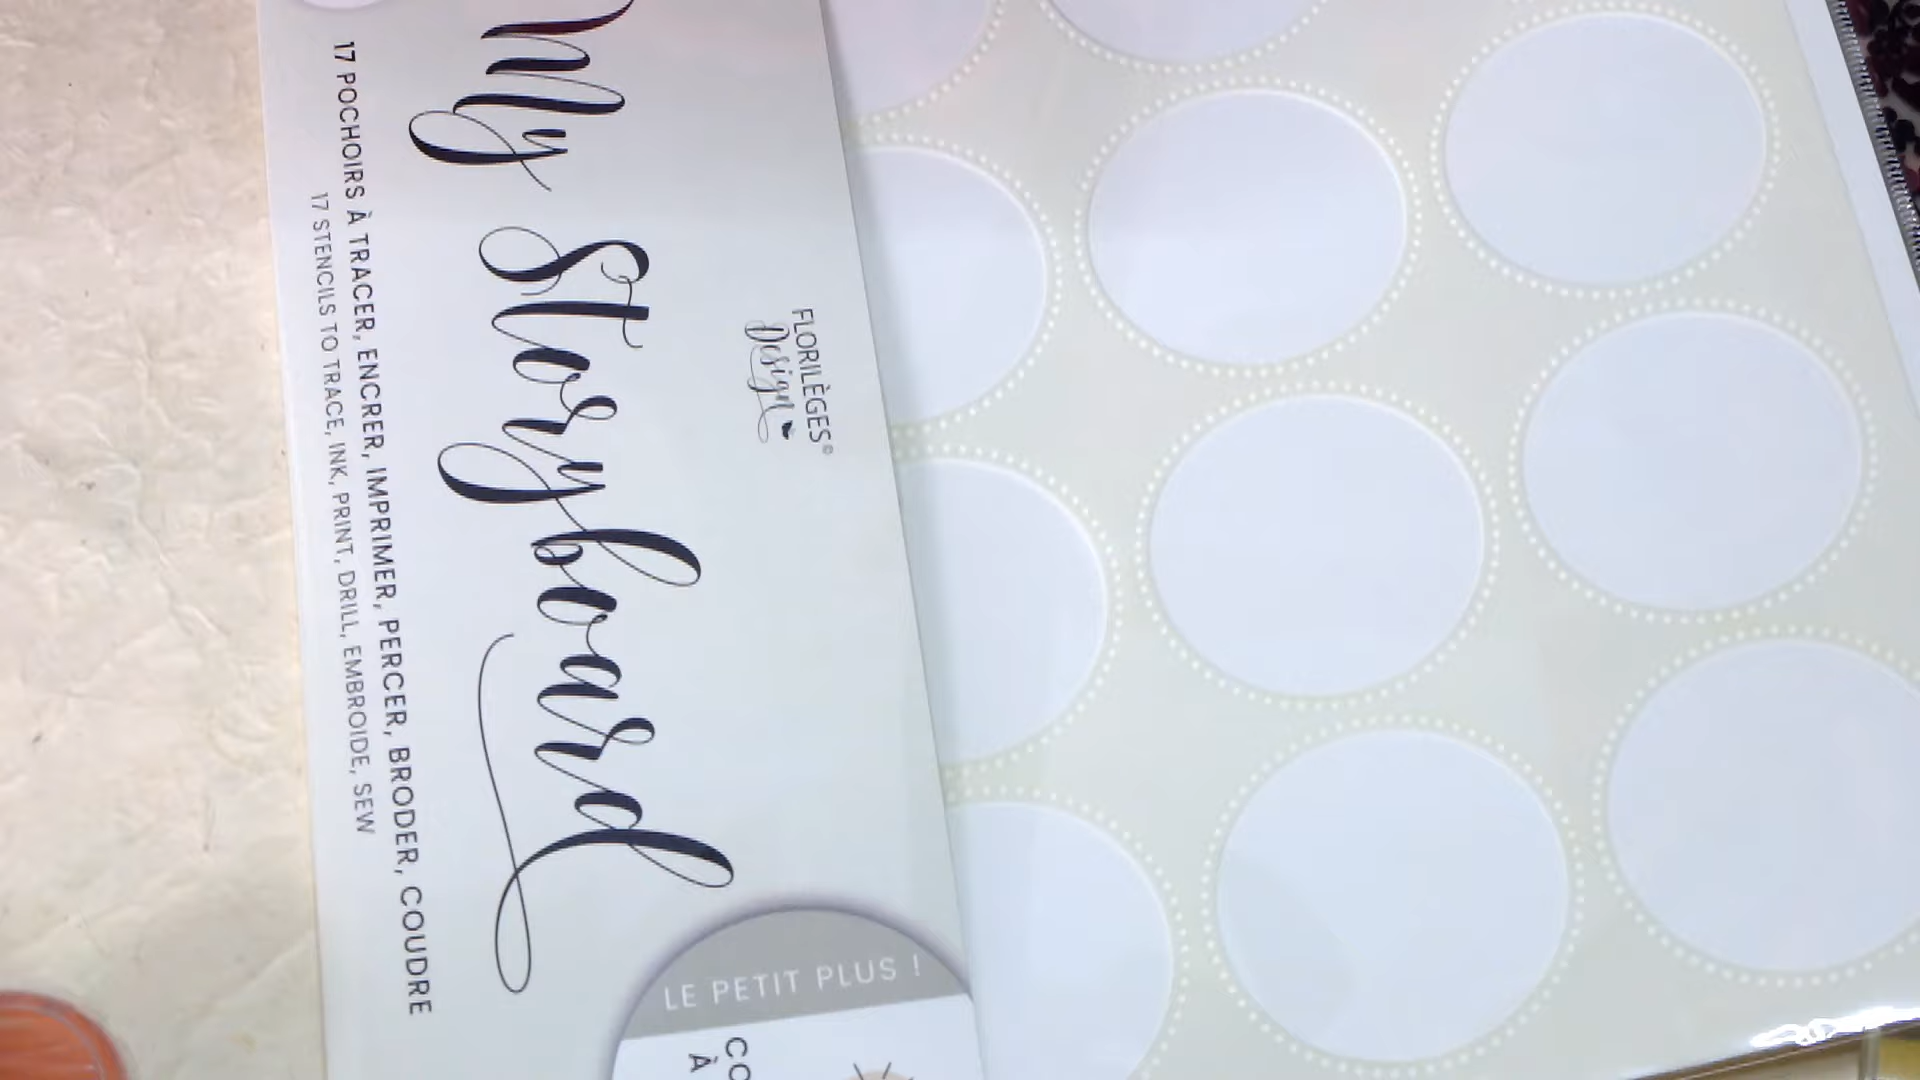 FLORILÈGES©
Design
My Storyboard
17 POCHOIRS À TRACER, ENCRER, IMPRIMER, PERCER, BRODER, COUDRE
17 STENCILS TO TRACE, INK, PRINT, DRILL, EMBROIDE, SEW
LE PETIT PLUS !
CO
À